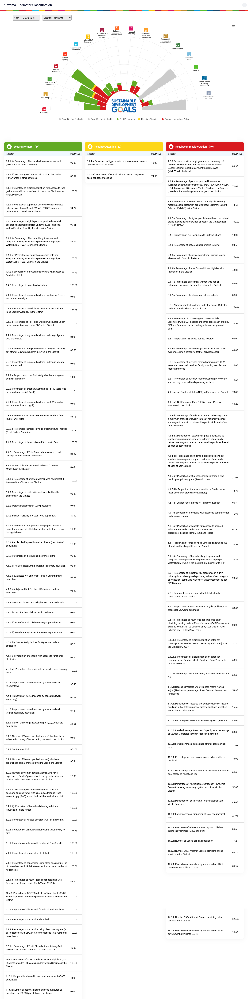 Pulwama - Indicator Classification
Year: 2020-2021 District: Pulwama
No Poverty
Zero hunger
Good health &
well-being
Quality
education
Gender
equality
Clean water &
sanitation
Affordable &
clean energy
Decent work &
economic
growth
Industry,
Innovation &
Infrastructure
Reduced
inequality
Sustainable
cities and
communities
Responsible
consumption
and production
Climate action
Life below
water
Life on land
Peace, justice
& strong
institutions
Partnership for
the Goals
SUSTAINABLE
DEVELOPMENT
GOALS
Goal 14 - Not Applicable Goal 17 - Not Applicable Best Performers Requires Attention Requires Immediate Action
Best Performers - (64)
Indicator Input Value
1.1.1.(i): Percentage of houses built against demanded
(PMAY Rural + other schemes)
99.00
1.1.1.(ii): Percentage of houses built against demanded
(PMAY Urban + other schemes)
80.39
1.1.2: Percentage of eligible population with access to food
grains at subsidized price/free of cost in the District under
NFSA-PHH/AAY
100.00
1.3.1: Percentage of population covered by any insurance
scheme (Ayushman Bharat PMJAY - SEHAT+ any other
government scheme) in the District
94.27
1.3.6: Percentage of eligible persons provided financial
assistance against registered under Old Age Pensions,
Widow Pension, Disability Pension in the District
99.51
1.4.1.(i): Percentage of households getting safe and
adequate drinking water within premises through Piped
Water Supply (PWS) RURAL in the District
82.72
1.4.1.(ii): Percentage of households getting safe and
adequate drinking water within premises through Piped
Water Supply (PWS) URBAN in the District
100.00
1.4.2.(ii): Proportion of households (Urban) with access to
Sanitation- IHHL
100.00
1.4.3: Percentage of Households electrified
100.00
2.1.1: Percentage of registered children aged under 5 years
who are underweight
0.00
2.1.2: Percentage of beneficiaries covered under National
Food Security Act 2013 in the District
100.00
2.1.2.b: Percentage of Fair Price Shop (FPS) covered under
online transaction system for PDS in the District
100.00
2.2.1: Percentage of registered children under age 5 years
who are stunted
0.00
2.2.1.a: Percentage of registered children weighed monthly
out of total registered children in AWCs in the District
83.58
2.2.2: Percentage of registered children under age 5 years
who are wasted
0.00
2.2.2.a: Proportion of Low Birth Weight babies among new
borns in the district
1.00
2.2.3: Percentage of pregnant women age 15 - 49 years who
are severly anemic (<7.0g/dl)
2.78
2.2.4: Percentage of registered children age 6-59 months
who are anemic (< 11.0g/dl)
0.00
2.3.2.a: Percentage increase in Horticulture Produce (Fresh
Fruits+ Dry Fruits)
22.12
2.3.2.b: Percentage increase in Value of Horticulture Produce
(Fresh fruits + Dry fruits)
21.18
2.4.2: Percentage of farmers issued Soil Health Card
100.00
2.4.3.c: Percentage of Total Cropped Area covered under
Quality Certified Seeds in the District
84.99
3.1.1: Maternal deaths per 1000 live births (Maternal
Mortality) in the District
0.40
3.1.1.b: Percentage of pregnant women who had atleast 4
Antenatal Care Visits in the District
100.00
3.1.2: Percentage of births attended by skilled health
personnel in the District
99.80
3.3.2: Malaria incidence per 1,000 population
0.06
3.4.2: Suicide mortality rate (per 1,000 population)
49.00
3.4.4.b: Percentage of population in age group 30+ who
sought treatment out of total population in that age group
having diabetes
11.00
3.6.1: People killed/injured in road accidents (per 1,00,000
population)
16.00
3.7.2: Percentage of institutional deliveries/births
99.80
4.1.2.(i): Adjusted Net Enrolment Ratio in primary education
93.34
4.1.2.(ii): Adjusted Net Enrolment Ratio in upper primary
education
94.82
4.1.2.(iii): Adjusted Net Enrolment Ratio in secondary
education
94.22
4.1.3: Gross enrollment ratio in higher secondary education
100.00
4.1.6.(i): Out of School Children Ratio ( Primary)
0.00
4.1.6.(ii): Out of School Children Ratio ( Upper Primary)
0.00
4.5.1.(ii): Gender Parity indices for Secondary education
0.97
4.5.1.(iii): Gender Parity indices for Higher secondary
education
0.97
4.a.1.(a): Proportion of schools with access to functional
electricity
97.00
4.a.1.(d): Proportion of schools with access to basic drinking
water
100.00
4.c.3: Proportion of trained teacher, by education level
(elementary)
96.40
4.c.4: Proportion of trained teacher, by education level (
secondary)
99.08
4.c.5: Proportion of trained teacher, by education level
(higher secondary education)
92.00
5.1.1: Rate of crimes against women per 1,00,000 female
population
42.32
5.1.2: Number of Women (per lakh women) that have been
subjected to dowry offences during the year in the District
0.00
5.1.3: Sex Ratio at Birth
964.00
5.2.2: Number of Women (per lakh women) who have
experienced sexual crimes during the year in the District
5.99
5.2.3: Number of Women per lakh women who have
experienced Cruelty/ physical violence by husband or his
relative during the calendar year in the District
15.00
6.1.1.(ii): Percentage of households getting safe and
adequate drinking water within premises through Piped
Water Supply (PWS) in the district (Urban) (similiar to 1.4.2)
100.00
6.2.1.(ii): Proportion of households having Individual
Household Toilets (Urban)
100.00
6.2.2: Percentage of villages declared ODF+ in the District
100.00
6.2.3: Proportion of schools with functional toilet facility for
girls
100.00
6.b.1: Proportion of villages with functional Pani Samiittee
100.00
7.1.1: Percentage of households electrified
100.00
7.1.2: Percentage of households using clean cooking fuel (no
of Households with LPG/PNG connections to total number of
households)
100.00
8.6.1.c: Percentage of Youth Placed after obtaining Skill
Development Trained under PMKVY and DDUGKY
43.00
10.4.1: Proportion of SC/ST Students to Total eligible SC/ST
Students provided Scholarship under various Schemes in the
District
100.00
6.b.1: Proportion of villages with functional Pani Samiittee
100.00
7.1.1: Percentage of households electrified
100.00
7.1.2: Percentage of households using clean cooking fuel (no
of Households with LPG/PNG connections to total number of
households)
100.00
8.6.1.c: Percentage of Youth Placed after obtaining Skill
Development Trained under PMKVY and DDUGKY
43.00
10.4.1: Proportion of SC/ST Students to Total eligible SC/ST
Students provided Scholarship under various Schemes in the
District
100.00
11.2.1: People killed/injured in road accidents (per 1,00,000
population)
4.00
11.5.1: Number of deaths, missing persons attributed to
disasters per 100,000 population in the district
0.00
Requires Attention - (2)
Indicator Input Value
3.4.4.a: Prevalence of hypertension among men and women
age 30+ years in the district
19.00
4.a.1.(e): Proportion of schools with access to single-sex
basic sanitation facilities
74.50
Requires Immediate Action - (49)
Indicator Input Value
1.3.3: Persons provided employment as a percentage of
persons who demanded employment under Mahatma
Gandhi National Rural Employment Guarantee Act
(MNREGA) in the District
89.96
1.3.4.a: Percentage of persons provided loans under
livelihood generations schemes (a.PMEGP, b.NRLM,c. NULM,
d.Self Employment Scheme, e.Youth f.Start up Loan Scheme,
g.Seed Capital Fund) against the target in the District
72.08
1.3.5: Percentage of women (out of total eligible women)
receiving social protection benefits under Maternity Benefit
Scheme (PMMVY) in the District
44.52
2.1.2.a: Percentage of eligible population with access to food
grains at subsidized price/free of cost in the District under
NFSA-PHH/AAY
100.00
2.4.1: Proportion of Net Sown Area to Cultivable Land
19.00
2.4.3: Percentage of net area under organic farming
0.55
2.4.3.a: Percentage of eligible agricultural Farmers issued
Kissan Credit Cards in the District
100.00
2.4.3.b: Percentage of Area Covered Under High Density
Plantation in the District
48.00
3.1.1.a: Percentage of pregnant women who had an
antenatal check up in the first trimester in the District
93.00
3.1.2.a: Percentage of institutional deliveries/births
8.20
3.2.1: Number of infant (children under the age of 1) deaths
under to 1000 live births in the District
100.00
3.2.2: Percentage of children age 9-11 months fully
vaccinated with BCG, measles and three doses each of polio,
DPT and Penta vaccine (excluding polio vaccine given at
birth)
10.51
3.3.1: Proportion of TB cases notified to target
0.00
3.4.4.c: Percentage of women aged 30- 49 yeas who have
ever undergone a screening test for cervical cancer
63.00
3.7.1: Percentage of currently married women aged 15-49
years who have their need for family planning satisfied with
modern methods
16.00
3.8.1: Percentage of currently married women (15-49 years)
who use any modern Family planning methods
15.00
4.1.1.(i): Net Enrolment Ratio (NER) in Primary in the District
73.37
4.1.1.(ii): Net Enrolment Ratio (NER) in Upper Primary
Education in the District
55.20
4.1.4.(i): Percentage of students in grade 3 achieving at least
a minimum proficiency level in terms of nationally defined
learning outcomes to be attained by pupils at the end of each
of above grade
4.1.4.(ii): Percentage of students in grade 5 achieving at
least a minimum proficiency level in terms of nationally
defined learning outcomes to be attained by pupils at the end
of each of above grade
4.1.4.(iii): Percentage of students in grade 8 achieving at
least a minimum proficiency level in terms of nationally
defined learning outcomes to be attained by pupils at the end
of each of above grade
4.1.5.(ii): Proportion of students enrolled in Grade 1 who
reach upper primary grade (Retention rate)
71.07
4.1.5.(iii): Proportion of students enrolled in Grade 1 who
reach secondary grade (Retention rate)
49.70
4.5.1.(i): Gender Parity indices for Primary education
0.97
4.a.1.(b): Proportion of schools with access to computers for
pedagogical purposes
19.71
4.a.1.(c): Proportion of schools with access to adapted
infrastructure and materials for students with
disabilities/disabled friendly ramp and toilets
6.25
5.a.1: Proportion of female owned Land Holdings/titles out
of total land holdings/titles in the District
30.53
6.1.1.(i): Percentage of households getting safe and
adequate drinking water within premises through Piped
Water Supply (PWS) in the district (Rural) (similiar to 1.4.1)
70.31
6.3.1: Percentage of industries (17 categories of highly
polluting industries/ grossly polluting industry/ red category
of industries) complying with waste water treatment as per
CPCB norms
23.50
7.2.1: Renewable energy share in the total electricity
consumption in the district
8.4.1: Proportion of Hazardous waste recycled/utilised/co-
processed vs. waste generated
50.00
8.6.1.b: Percentage of Youth who got employed after
obtaining training under different Schemes (Self Employment
Scheme, Youth Start up Loan scheme, Seed Capital Fund
Scheme, UMEED, HIMAYAT, etc.,)
0.00
8.10.1.a: Percentage of eligible population opted for
coverage under Pradhan Mantri Jeevan Jyoti Bima Yojna in
the District (PMJJBY)
3.72
8.10.1.b: Percentage of eligible population opted for
coverage under Pradhan Mantri Suraksha Bima Yojna in the
District (PMSBY)
6.09
9.c.1.b: Percentage of Gram Panchayat covered under Bharat
Net
0.00
11.1.1: Houses completed under Pradhan Mantri Aawas
Yojna (PMAY) as a percentage of Net Demand Assessment
for Houses
58.80
11.4.1: Percentage of restored and adaptive reuse of historic
buildings out of total number of historic buildings identified
in the District Culture Plan
16.66
11.6.2: Percentage of MSW waste treated against generated
43.00
11.6.3: Installed Sewage Treatment Capacity as a percentage
of Sewage Generated in Urban Areas in the District
0.00
12.2.1: Forest cover as a percentage of total geographical
area
21.03
12.3.1: Percentage of post harvest losses in horticulture in
the district
19.99
12.3.2: Post Storage and distribution losses in central / state
pool stocks of wheat and rice
0.00
12.5.1: Percentage of Municipal corporations/ Town Area
Committes using waste segregation techniques in the
District
52.00
12.5.3: Percentage of Solid Waste Treated against Solid
Waste Generated
43.00
15.1.1: Forest cover as a proportion of total geographical
area
21.03
16.2.1: Proportion of crime committed against children
during the year (rate 10,000 children)
0.66
16.3.1: Number of Courts per lakh population
1.42
16.6.2: Number CSC/ Khidmat Centers providing online
services in the District
626.00
16.7.1: Proportion of seats held by women in Local Self
government (Similiar to 5.5.1)
20.60
16.6.2: Number CSC/ Khidmat Centers providing online
services in the District
626.00
16.7.1: Proportion of seats held by women in Local Self
government (Similiar to 5.5.1)
20.60